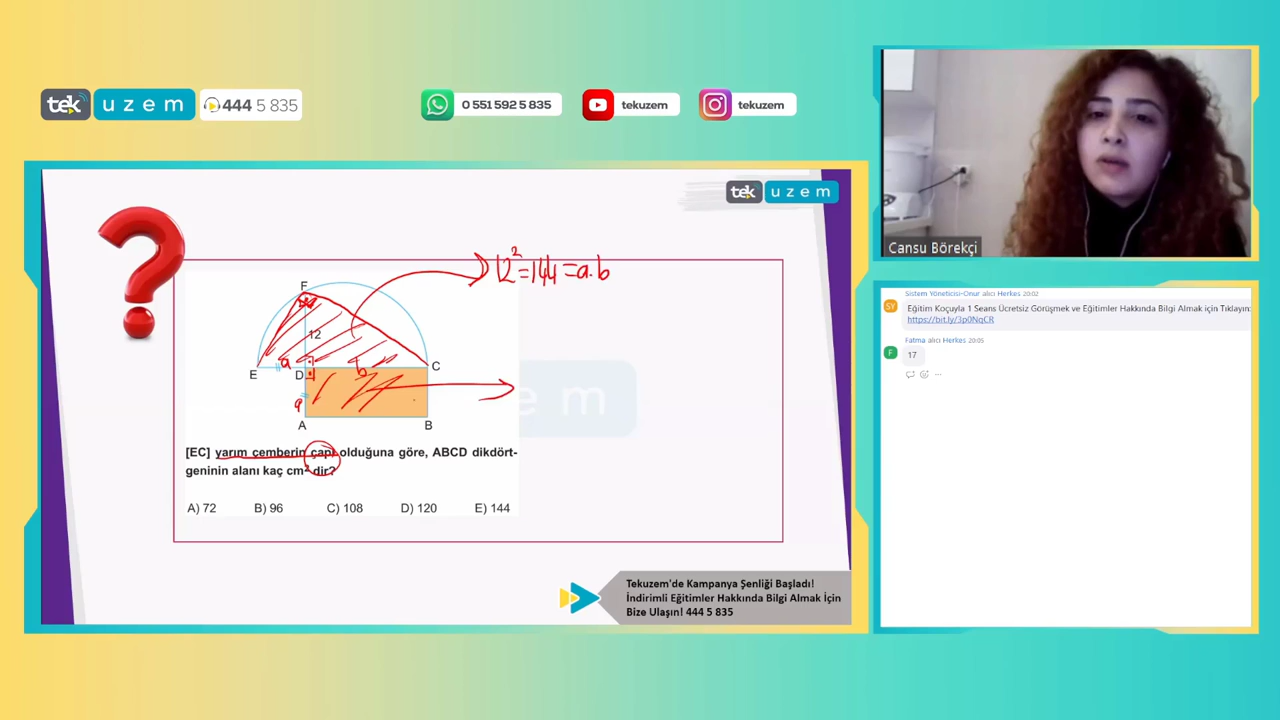 tek uzem 444 5 835
0 551 592 5 835
tekuzem
tekuzem
Cansu Börekçi
tek uzem
12² = 144 = a.b
F
12
a
b
E
D
C
a
A
B
[EC] yarım çemberin çapı olduğuna göre, ABCD dikdört-
geninin alanı kaç cm² dir?
A) 72 B) 96 C) 108 D) 120 E) 144
e m
Tekuzem'de Kampanya Şenliği Başladı!
İndirimli Eğitimler Hakkında Bilgi Almak İçin
Bize Ulaşın! 444 5 835
Sistem Yöneticisi-Onur alıcı Herkes 20:02
SY
Eğitim Koçuyla 1 Seans Ücretsiz Görüşmek ve Eğitimler Hakkında Bilgi Almak için Tıklayın:
https://bit.ly/3p0NqCR
Fatma alıcı Herkes 20:05
F
17